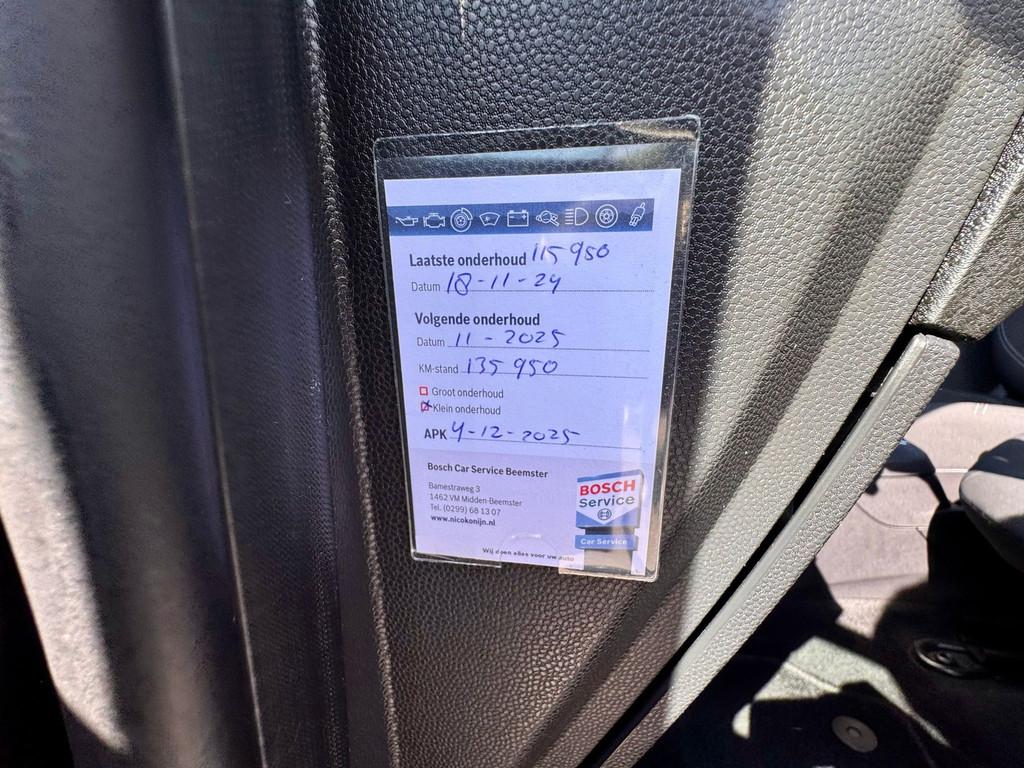 Laatste onderhoud 115 950
Datum 18-11-24
Volgende onderhoud
Datum 11 - 2025
KM-stand 135 950
Groot onderhoud
Klein onderhoud
APK 4-12-2025
Bosch Car Service Beemster
Bamestraweg 3
1462 VM Midden-Beemster
Tel. (0299) 68 13 07
www.nicokonijn.nl
BOSCH
Service
Car Service
Wij doen alles voor uw auto